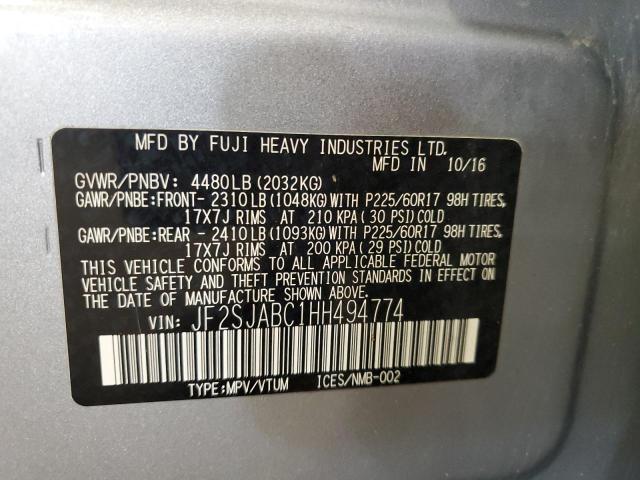 MFD BY FUJI HEAVY INDUSTRIES LTD.
MFD IN 10/16
GVWR/PNBV: 4480LB(2032KG)
GAWR/PNBE:FRONT- 2310LB(1048KG)WITH P225/60R17 98H TIRES,
17X7J RIMS AT 210 KPA(30 PSI)COLD
GAWR/PNBE:REAR - 2410LB(1093KG)WITH P225/60R17 98H TIRES,
17X7J RIMS AT 200 KPA(29 PSI)COLD
THIS VEHICLE CONFORMS TO ALL APPLICABLE FEDERAL MOTOR
VEHICLE SAFETY AND THEFT PREVENTION STANDARDS IN EFFECT
ON THE DATE OF MANUFACTURE SHOWN ABOVE.
VIN: JF2SJABC1HH494774
TYPE:MPV/VTUM ICES/NMB-002